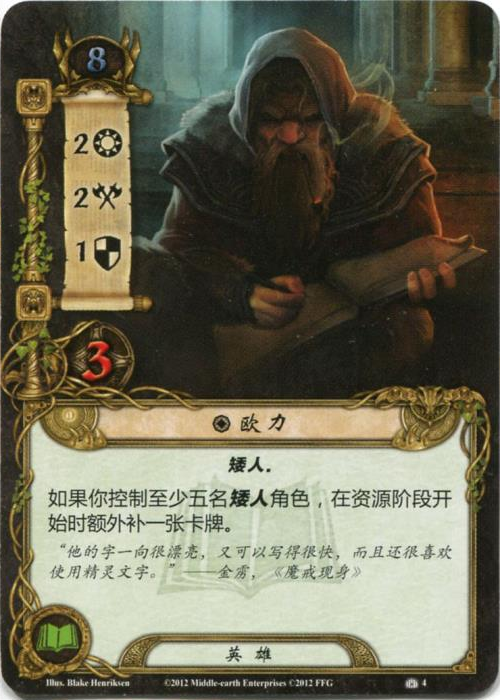 8
2
2
1
3
欧力
矮人.
如果你控制至少五名矮人角色，在资源阶段开
始时额外补一张卡牌。
“他的字一向很漂亮，又可以写得很快，而且还很喜欢
使用精灵文字。”——金雳，《魔戒现身》
英雄
Illus. Blake Henriksen ©2012 Middle-earth Enterprises ©2012 FFG 4